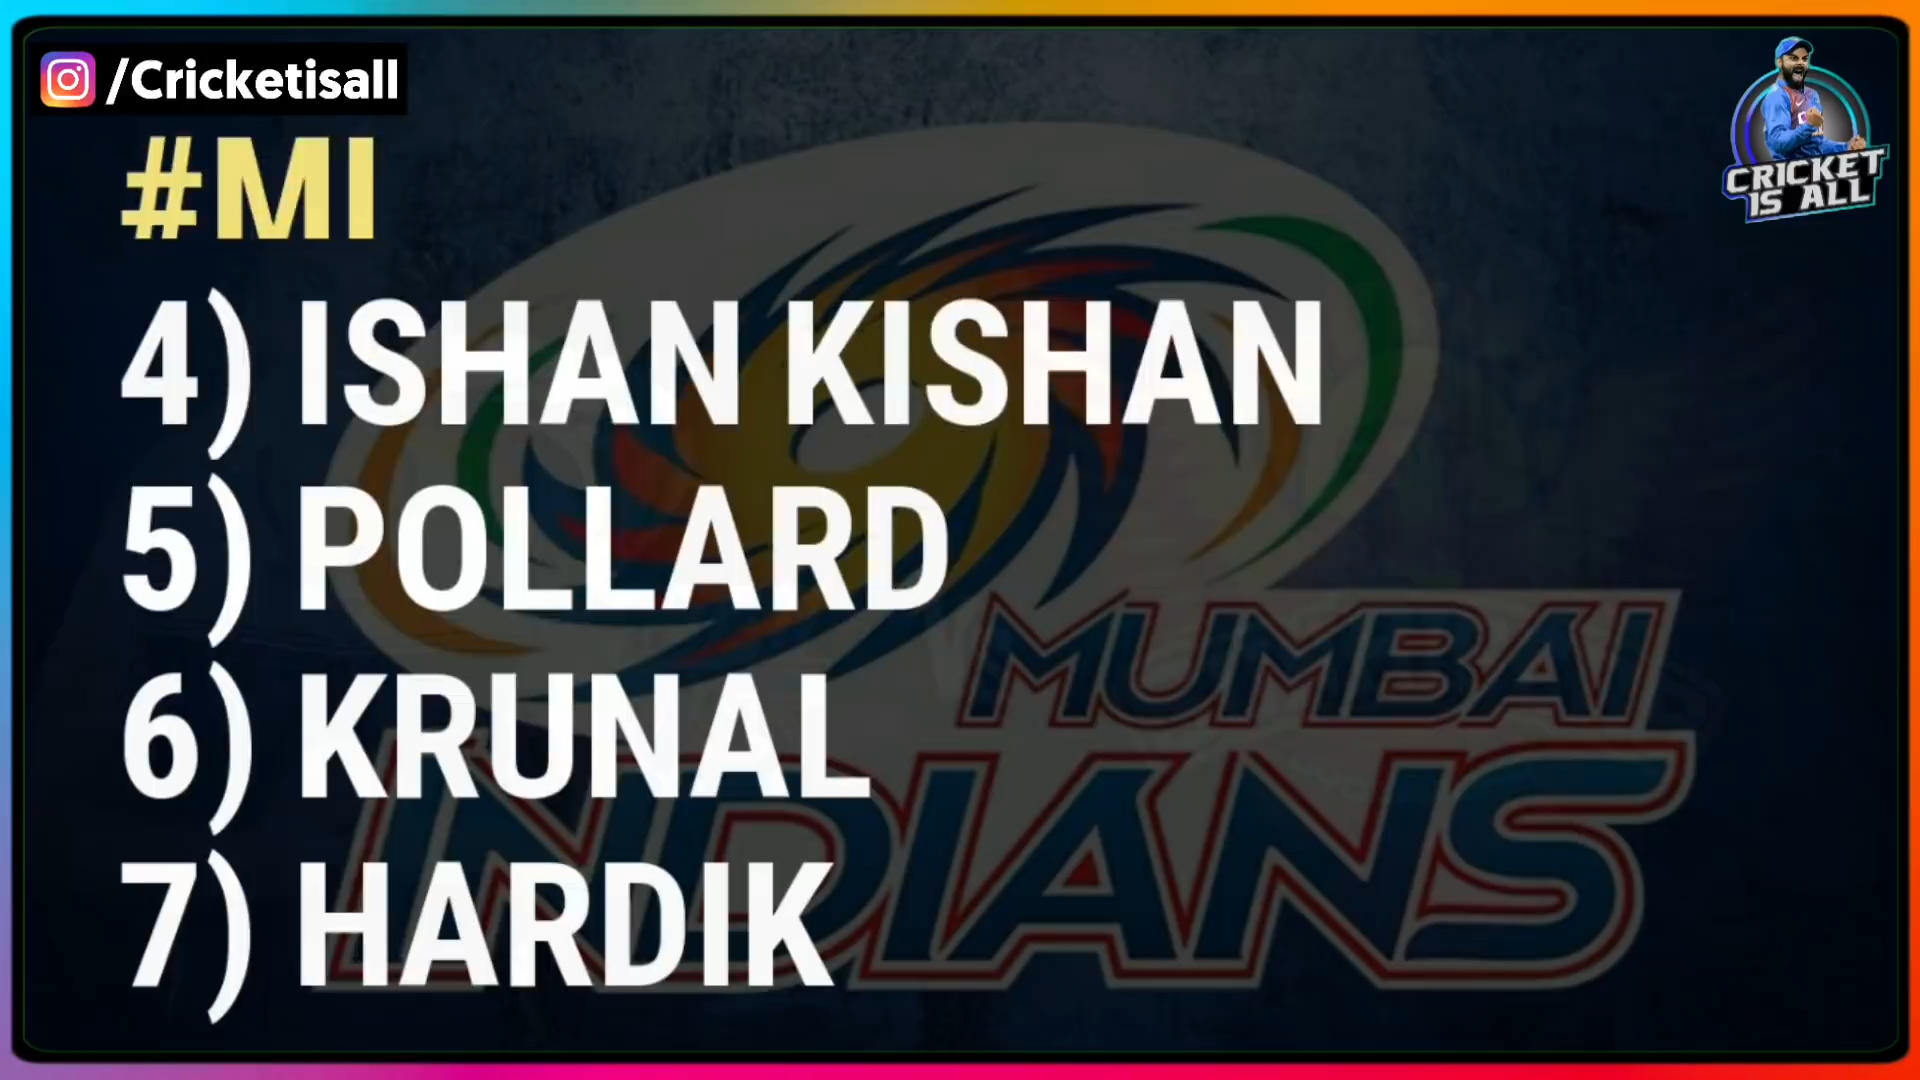 /Cricketisall
CRICKET
IS ALL
#MI
4) ISHAN KISHAN
5) POLLARD
6) KRUNAL
7) HARDIK
MUMBAI
INDIANS